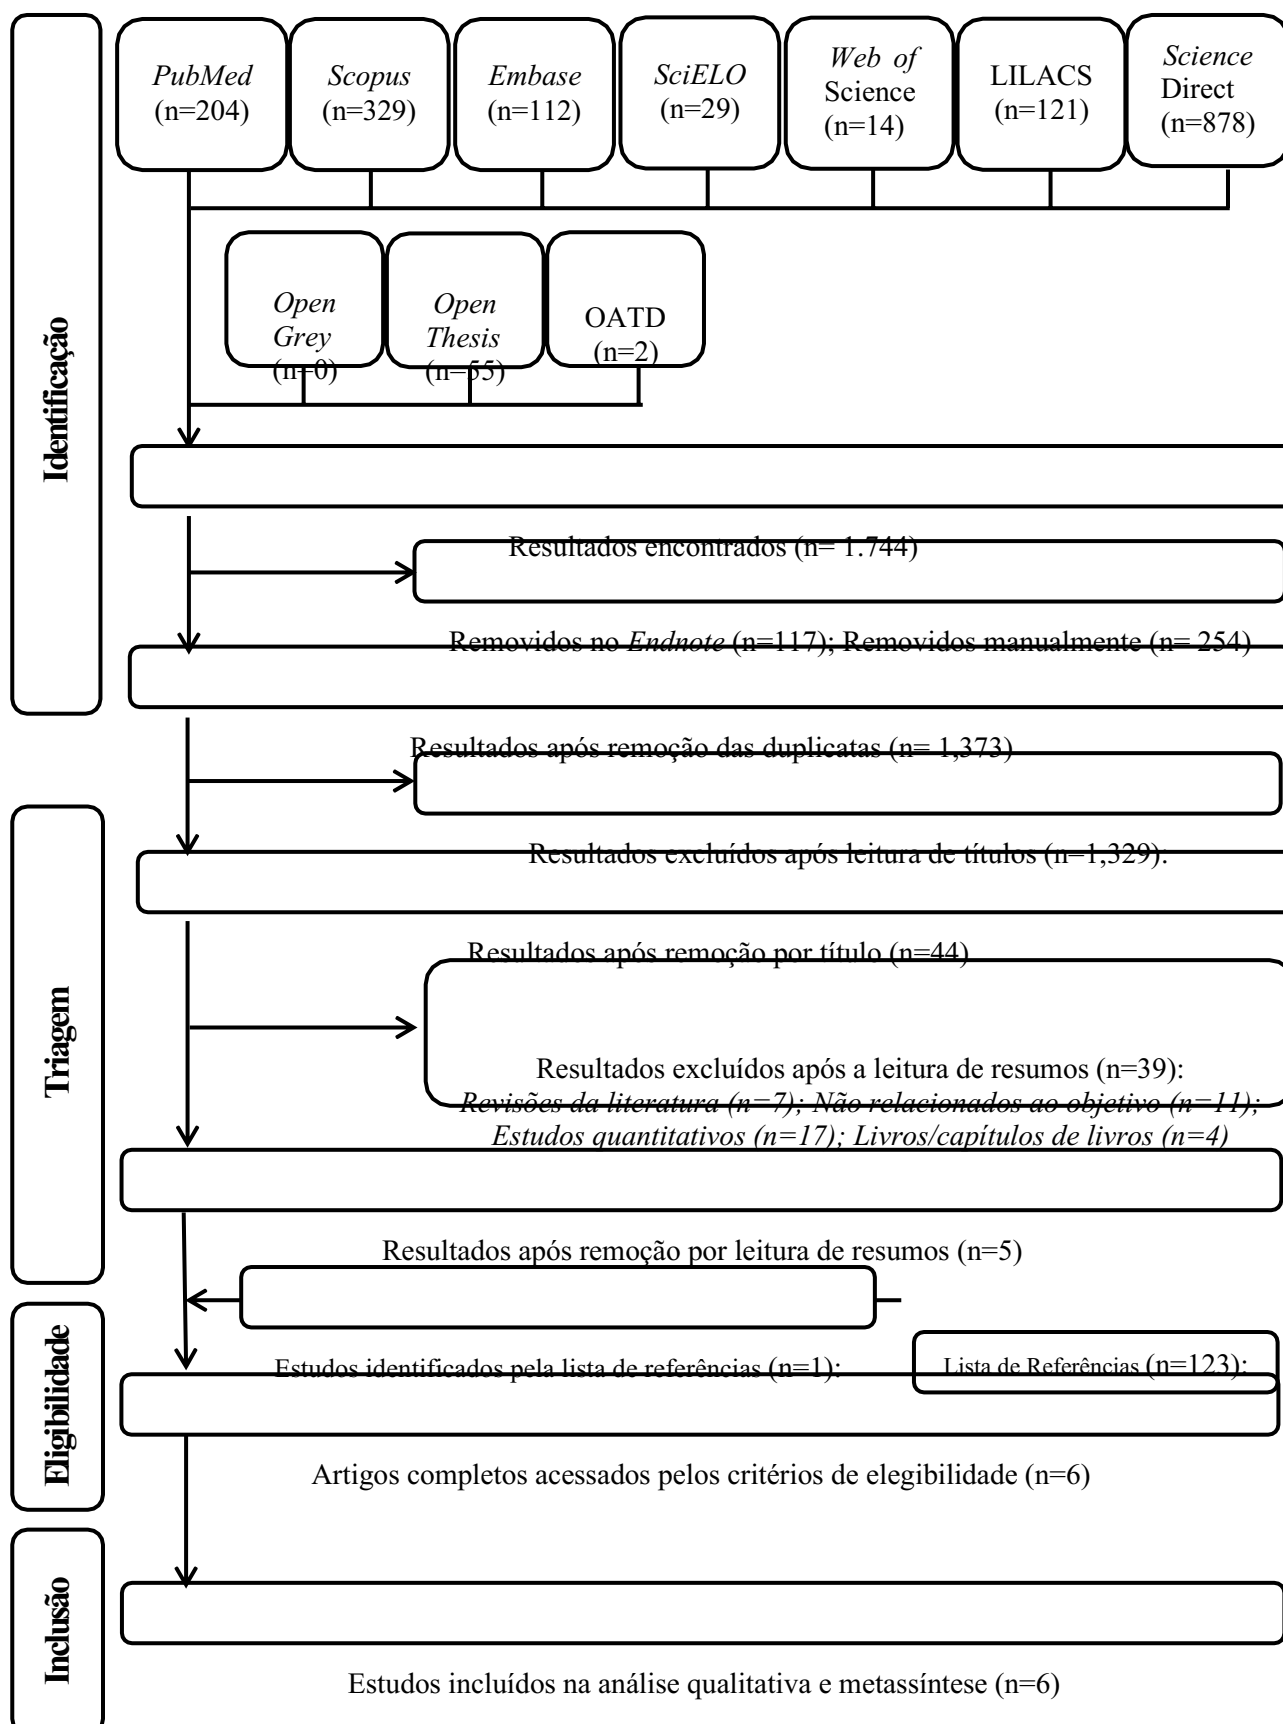 PubMed
(n=204)
Scopus
(n=329)
Embase
(n=112)
SciELO
(n=29)
Web of
Science
(n=14)
LILACS
(n=121)
Science
Direct
(n=878)
Open
Grey
(n=0)
Open
Thesis
(n=55)
OATD
(n=2)
Identificação
Resultados encontrados (n= 1.744)
Removidos no Endnote (n=117); Removidos manualmente (n= 254)
Resultados após remoção das duplicatas (n= 1,373)
Resultados excluídos após leitura de títulos (n=1,329):
Triagem
Resultados após remoção por título (n=44)
Resultados excluídos após a leitura de resumos (n=39):
Revisões da literatura (n=7); Não relacionados ao objetivo (n=11);
Estudos quantitativos (n=17); Livros/capítulos de livros (n=4)
Resultados após remoção por leitura de resumos (n=5)
Eligibilidade
Estudos identificados pela lista de referências (n=1):
Lista de Referências (n=123):
Artigos completos acessados pelos critérios de elegibilidade (n=6)
Inclusão
Estudos incluídos na análise qualitativa e metassíntese (n=6)